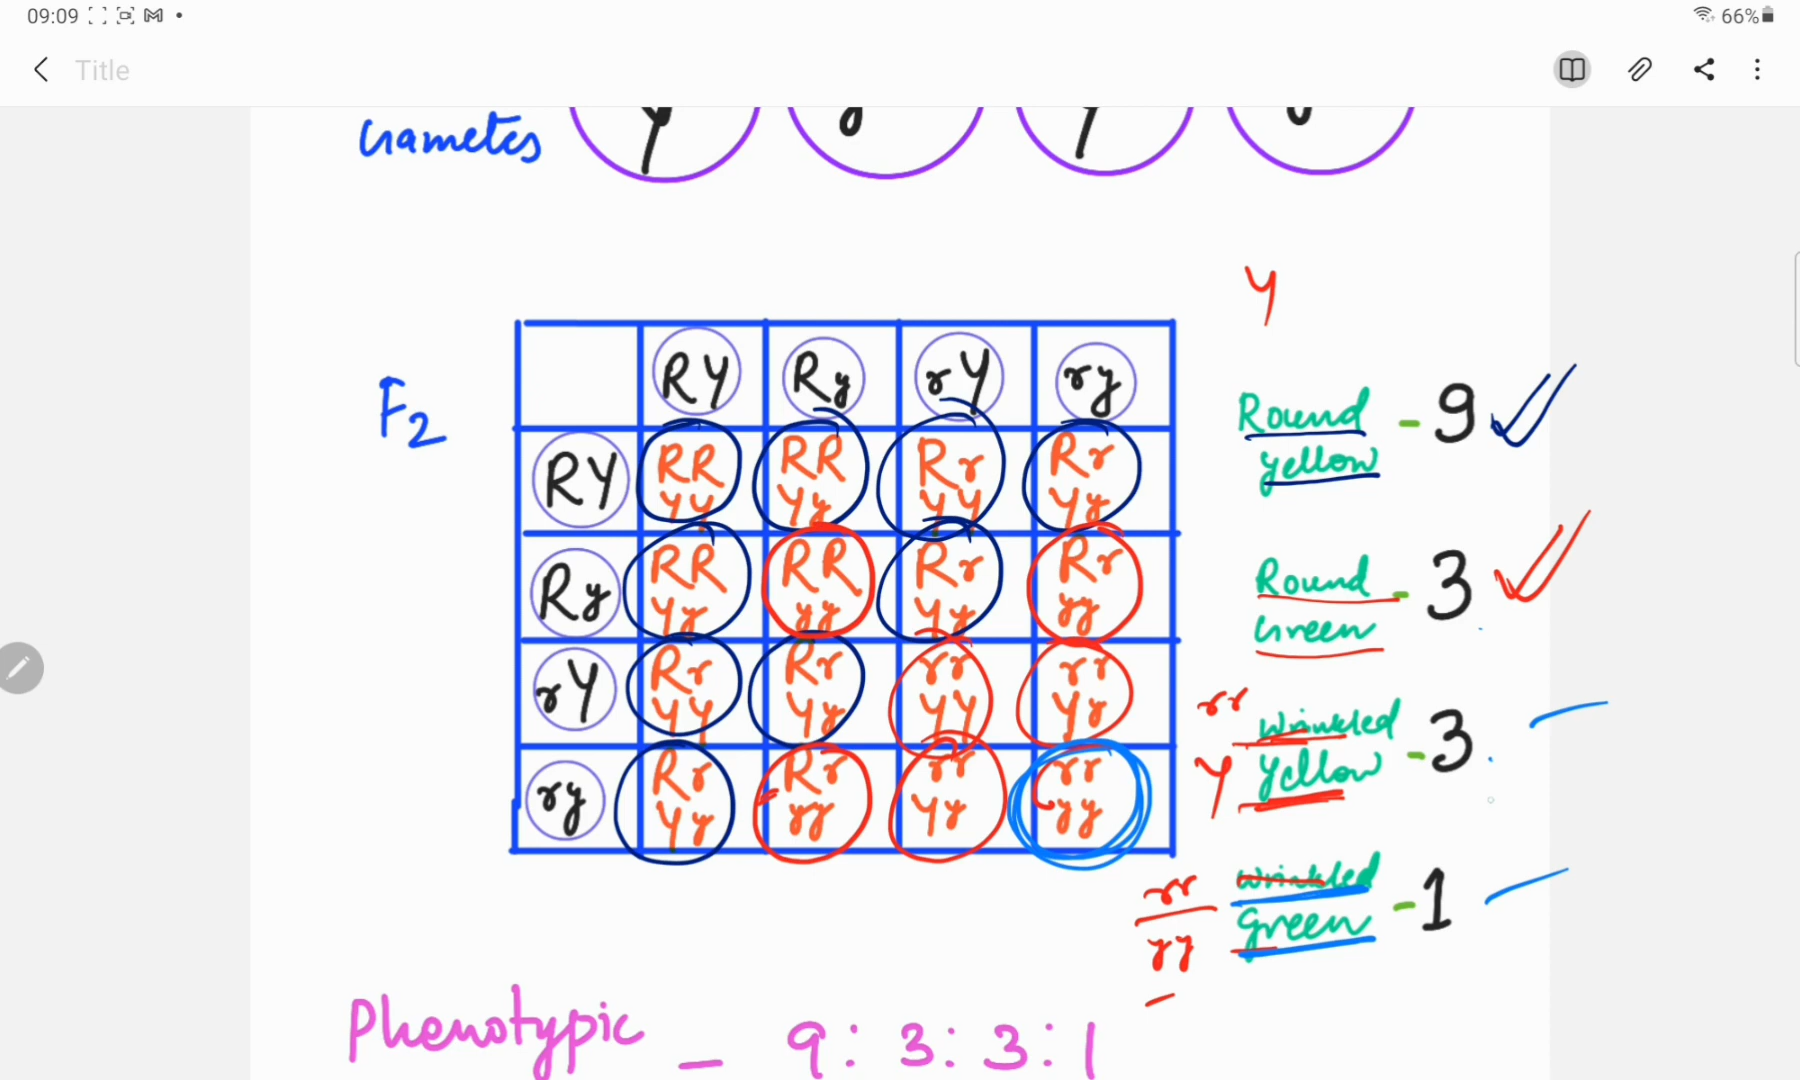 09:09
66%
Title
Gametes
Y
RY Ry rY ry
F2
Round - 9
yellow
RY RR RR Rr Rr
YY Yy YY Yy
Ry RR RR Rr Rr
Yy yy Yy yy
Round - 3
Green
rY Rr Rr rr rr
YY Yy YY Yy
rr Wrinkled - 3
Y Yellow
ry Rr Rr rr rr
Yy yy Yy yy
rr Wrinkled - 1
yy Green
Phenotypic - 9:3:3:1